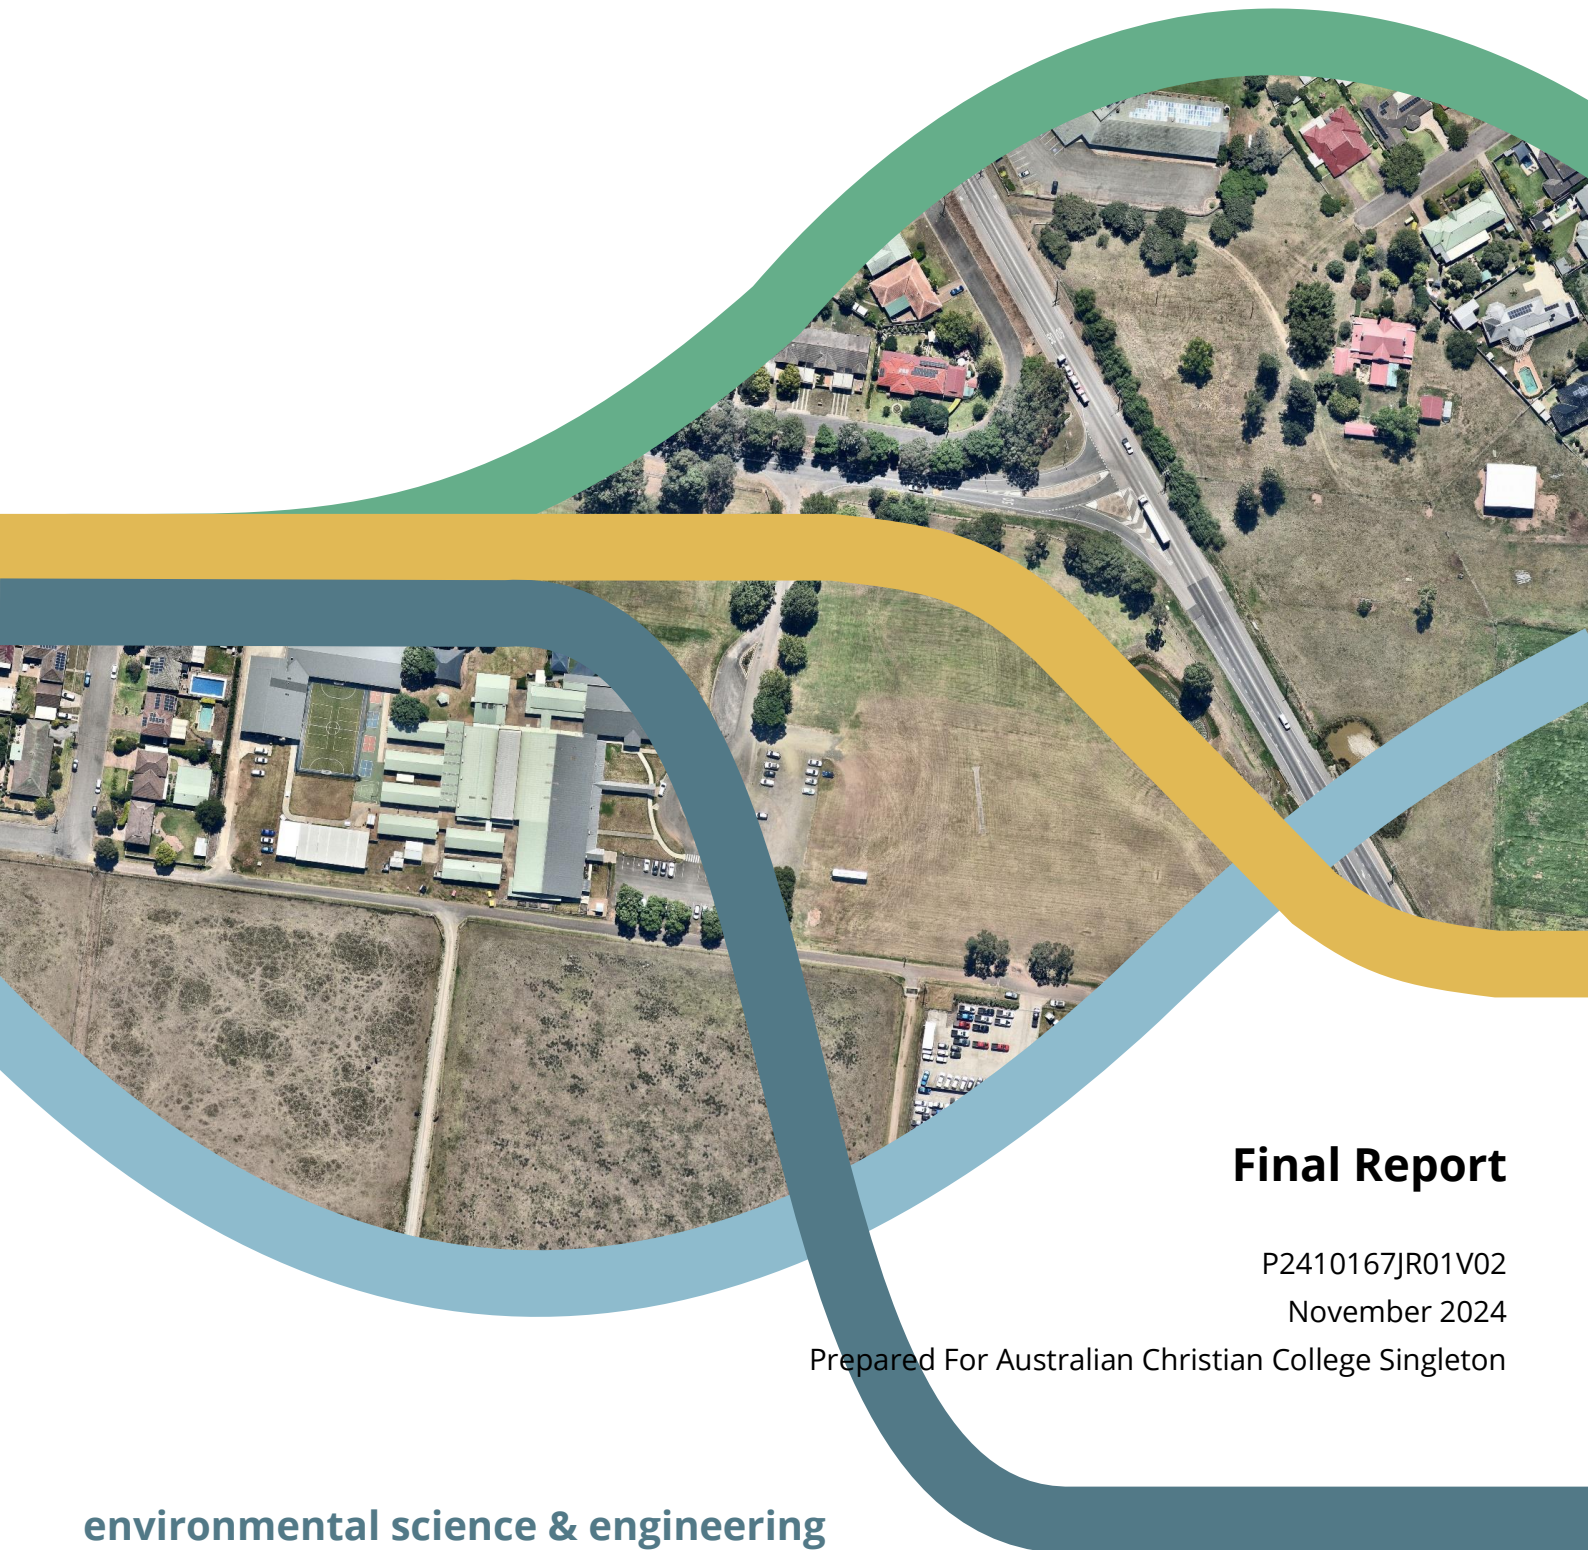 Final Report
P2410167JR01V02
November 2024
Prepared For Australian Christian College Singleton
environmental science & engineering